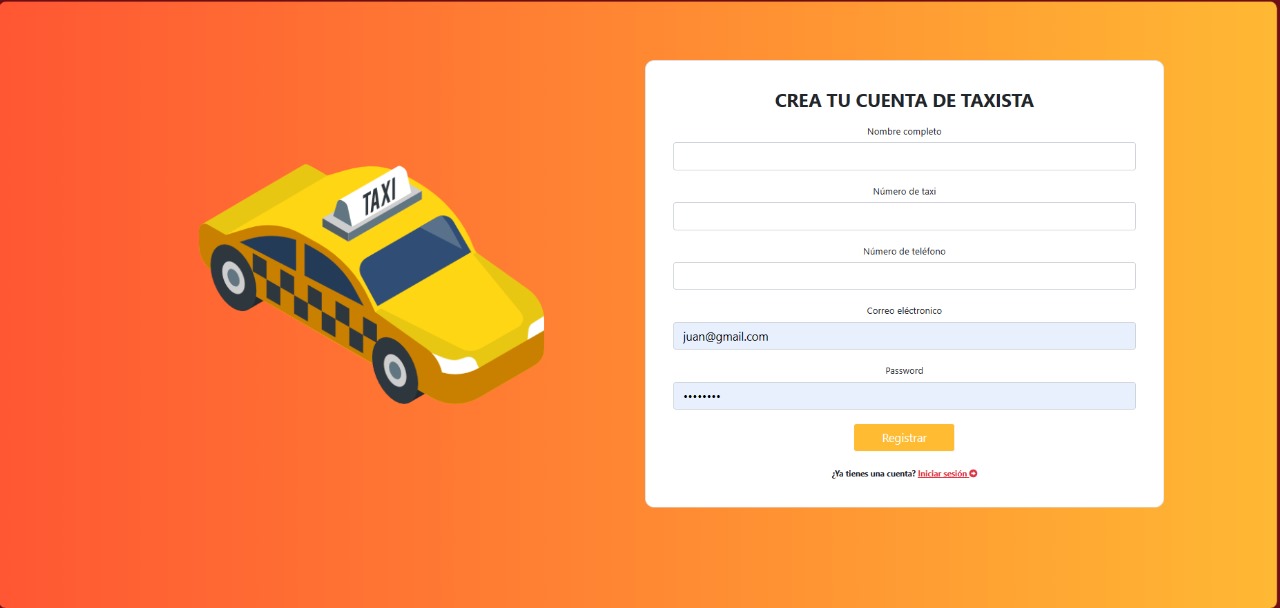 TAXI
CREA TU CUENTA DE TAXISTA
Nombre completo
Número de taxi
Número de teléfono
Correo eléctronico
juan@gmail.com
Password
••••••••
Registrar
¿Ya tienes una cuenta? Iniciar sesión